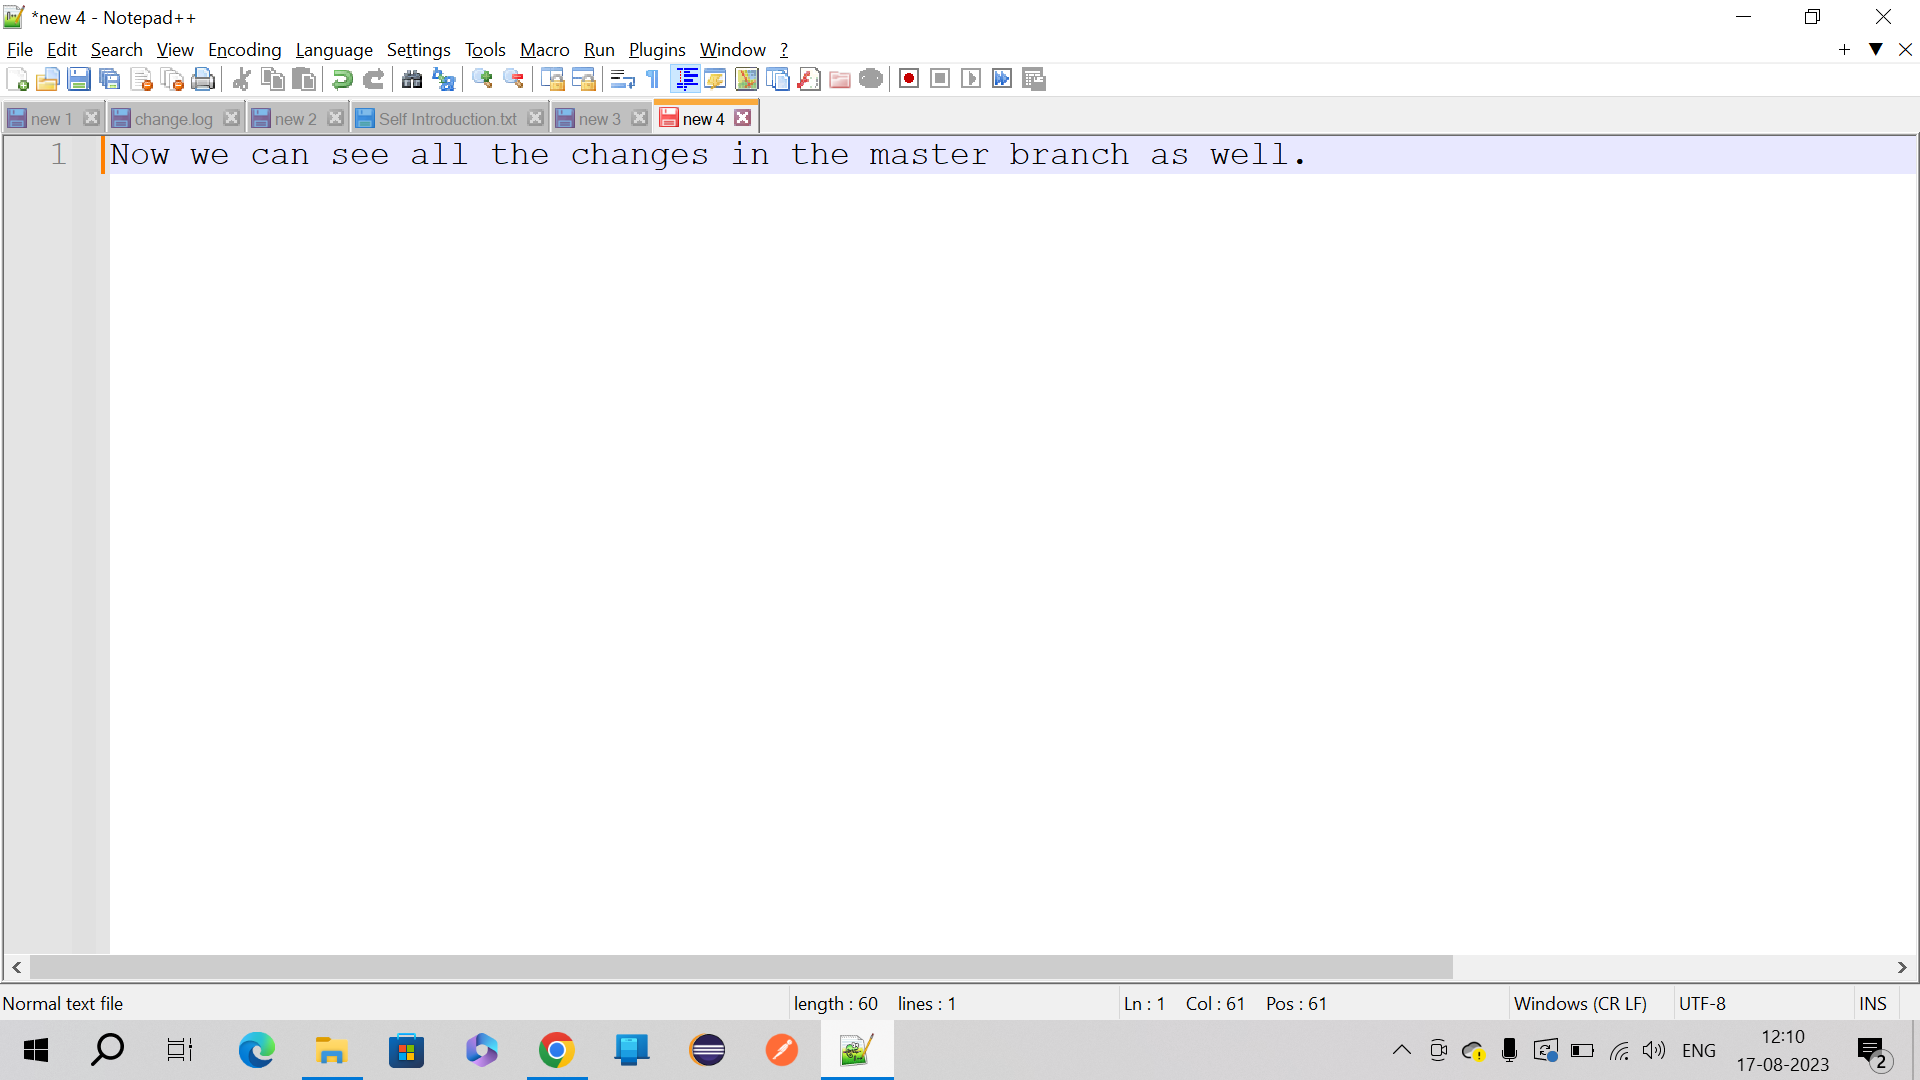 *new 4 - Notepad++
File Edit Search View Encoding Language Settings Tools Macro Run Plugins Window ?
new 1 change.log new 2 Self Introduction.txt new 3 new 4
1 Now we can see all the changes in the master branch as well.
Normal text file length : 60 lines : 1 Ln : 1 Col : 61 Pos : 61 Windows (CR LF) UTF-8 INS
ENG 12:10
17-08-2023 2